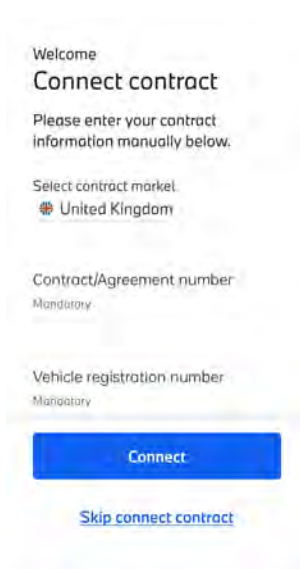 Welcome
Connect contract
Please enter your contract
information manually below.
Select contract market
United Kingdom
Contract/Agreement number
Mandatory
Vehicle registration number
Mandatory
Connect
Skip connect contract